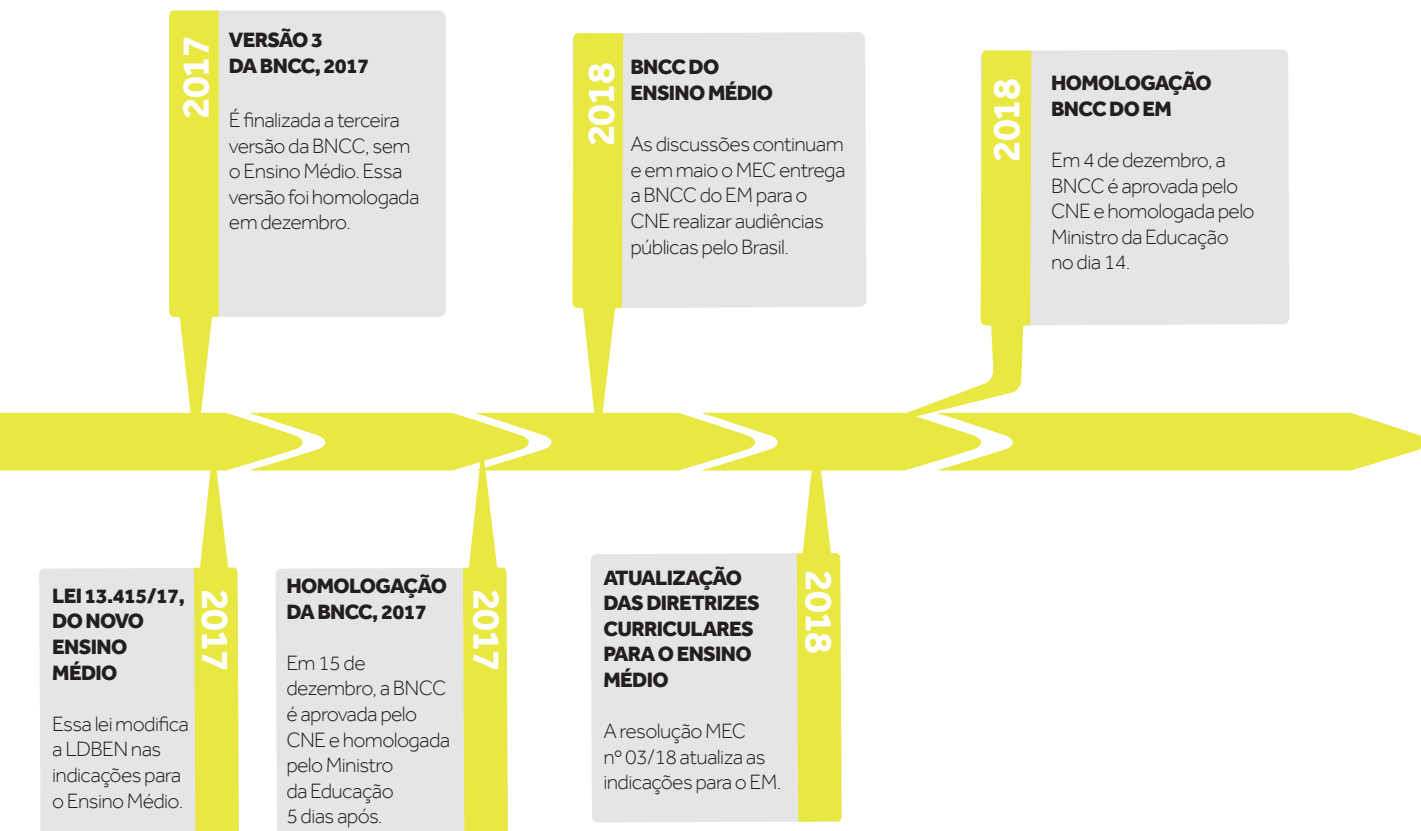 2017
VERSÃO 3
DA BNCC, 2017
É finalizada a terceira
versão da BNCC, sem
o Ensino Médio. Essa
versão foi homologada
em dezembro.
2018
BNCC DO
ENSINO MÉDIO
As discussões continuam
e em maio o MEC entrega
a BNCC do EM para o
CNE realizar audiências
públicas pelo Brasil.
2018
HOMOLOGAÇÃO
BNCC DO EM
Em 4 de dezembro, a
BNCC é aprovada pelo
CNE e homologada pelo
Ministro da Educação
no dia 14.
LEI 13.415/17,
DO NOVO
ENSINO
MÉDIO
Essa lei modifica
a LDBEN nas
indicações para
o Ensino Médio.
2017
HOMOLOGAÇÃO
DA BNCC, 2017
Em 15 de
dezembro, a BNCC
é aprovada pelo
CNE e homologada
pelo Ministro
da Educação
5 dias após.
2017
ATUALIZAÇÃO
DAS DIRETRIZES
CURRICULARES
PARA O ENSINO
MÉDIO
A resolução MEC
nº 03/18 atualiza as
indicações para o EM.
2018